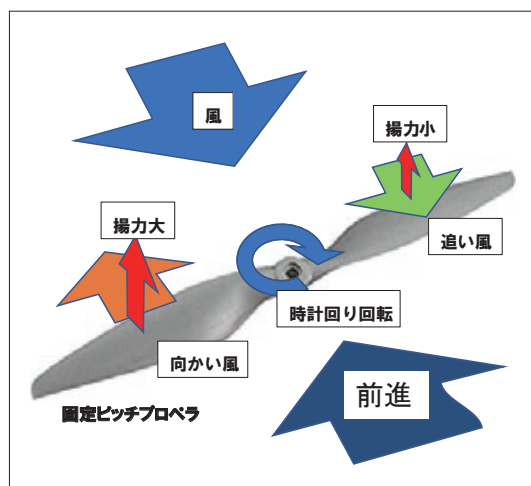 風
揚力小
揚力大
追い風
時計回り回転
向かい風
前進
固定ピッチプロペラ